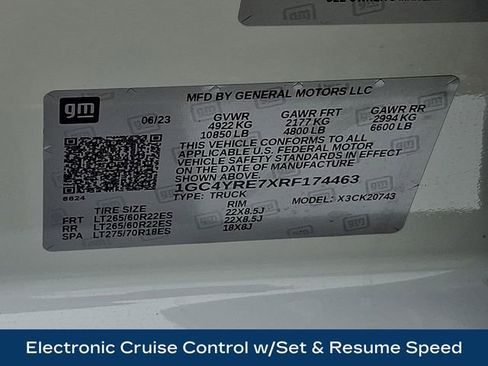 MFD BY GENERAL MOTORS LLC
gm
06/23
GVWR GAWR FRT GAWR RR
4922 KG 2177 KG 2994 KG
10850 LB 4800 LB 6600 LB
THIS VEHICLE CONFORMS TO ALL
APPLICABLE U.S. FEDERAL MOTOR
VEHICLE SAFETY STANDARDS IN EFFECT
ON THE DATE OF MANUFACTURE
SHOWN ABOVE.
1GC4YRE7XRF174463
TYPE: TRUCK MODEL: X3CK20743
8624
TIRE SIZE RIM
FRT LT265/60R22ES 22X8.5J
RR LT265/60R22ES 22X8.5J
SPA LT275/70R18ES 18X8J
Electronic Cruise Control w/Set & Resume Speed